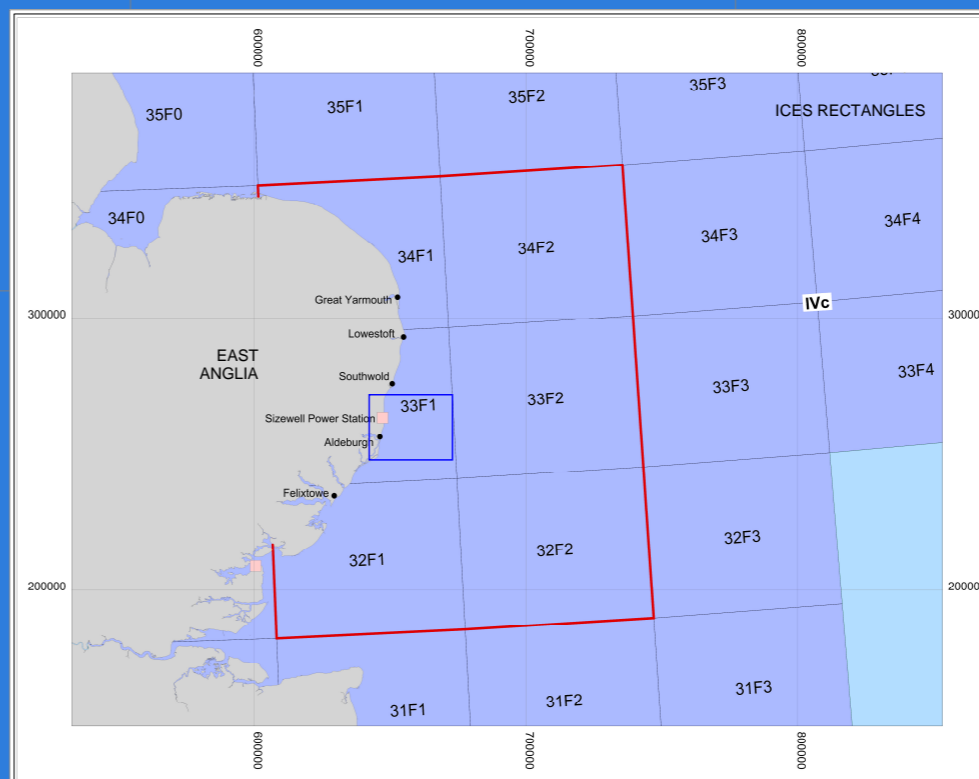 600000
700000
800000
35F0
35F1
35F2
35F3
ICES RECTANGLES
34F0
34F1
34F2
34F3
34F4
Great Yarmouth
IVc
300000
30000
Lowestoft
EAST
ANGLIA
Southwold
33F1
33F2
33F3
33F4
Sizewell Power Station
Aldeburgh
Felixtowe
32F1
32F2
32F3
200000
20000
31F1
31F2
31F3
600000
700000
800000